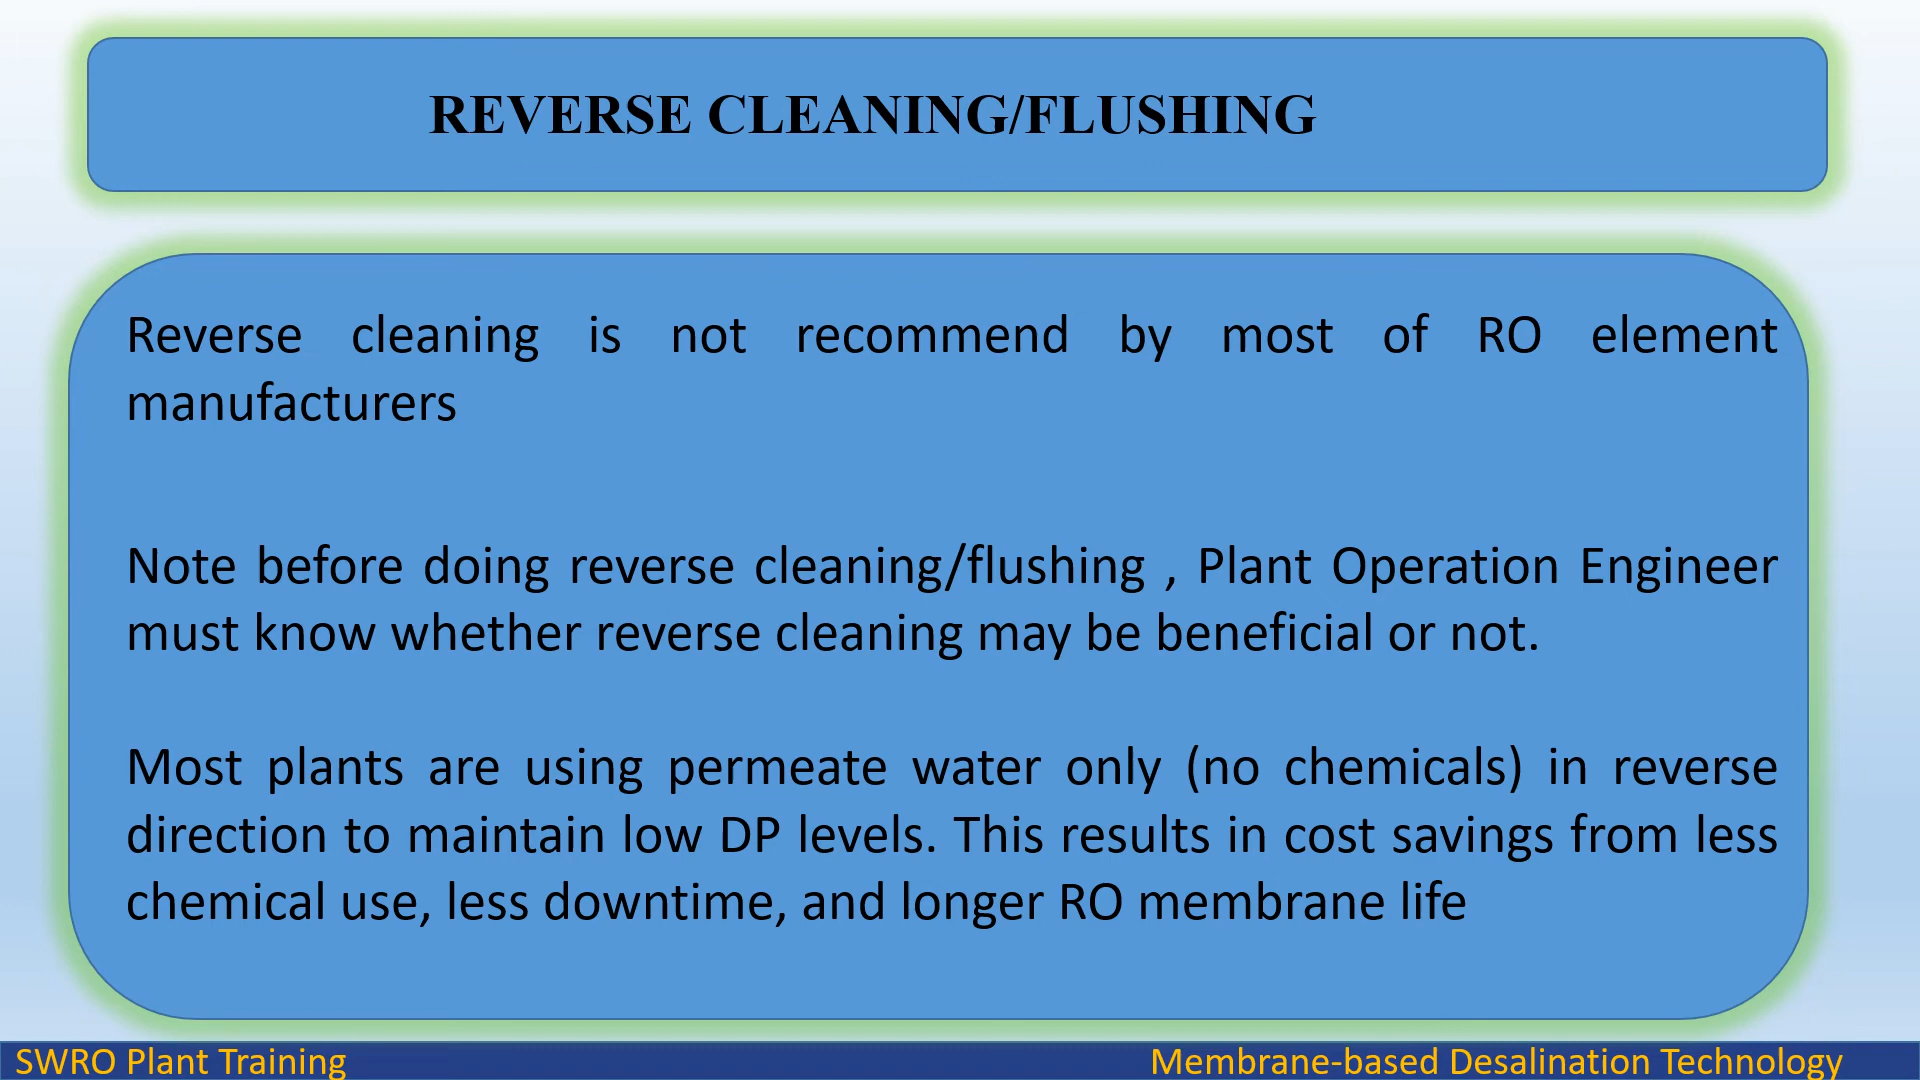 REVERSE CLEANING/FLUSHING
Reverse cleaning is not recommend by most of RO element
manufacturers
Note before doing reverse cleaning/flushing , Plant Operation Engineer
must know whether reverse cleaning may be beneficial or not.
Most plants are using permeate water only (no chemicals) in reverse
direction to maintain low DP levels. This results in cost savings from less
chemical use, less downtime, and longer RO membrane life
SWRO Plant Training
Membrane-based Desalination Technology